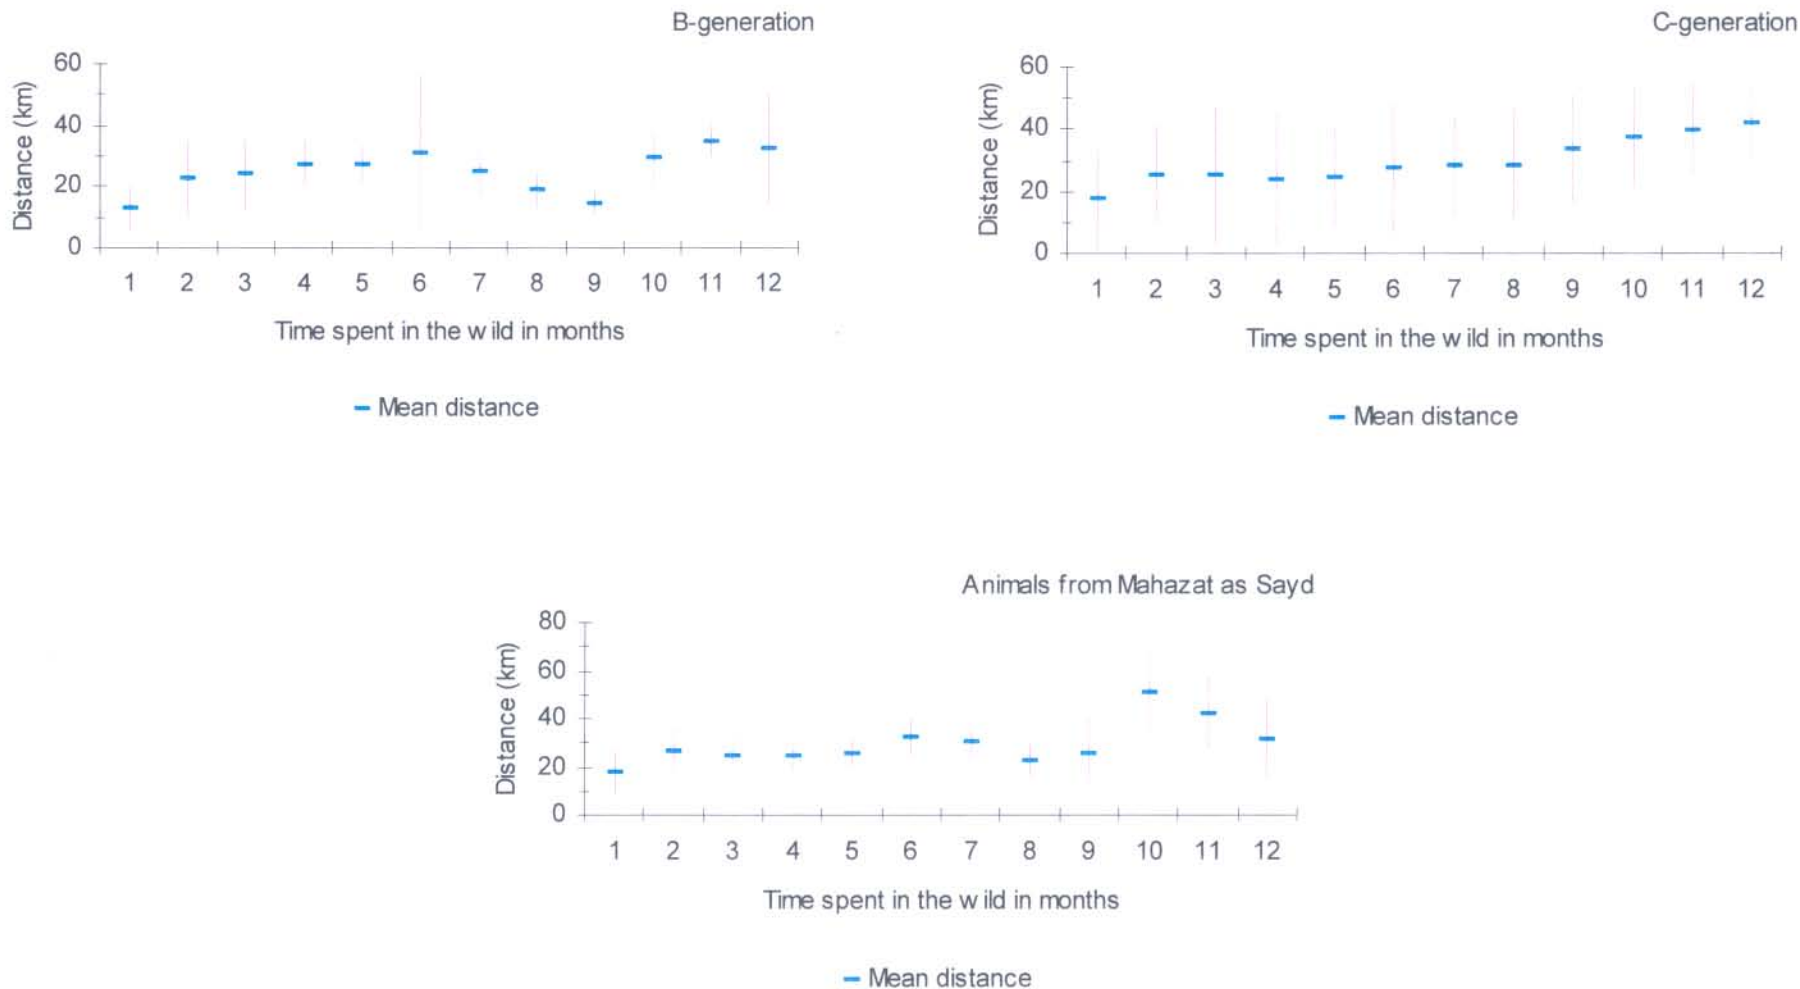 B-generation
60
40
20
0
Distance (km)
1 2 3 4 5 6 7 8 9 10 11 12
Time spent in the wild in months
Mean distance
C-generation
60
40
20
0
Distance (km)
1 2 3 4 5 6 7 8 9 10 11 12
Time spent in the wild in months
Mean distance
Animals from Mahazat as Sayd
80
60
40
20
0
Distance (km)
1 2 3 4 5 6 7 8 9 10 11 12
Time spent in the wild in months
Mean distance